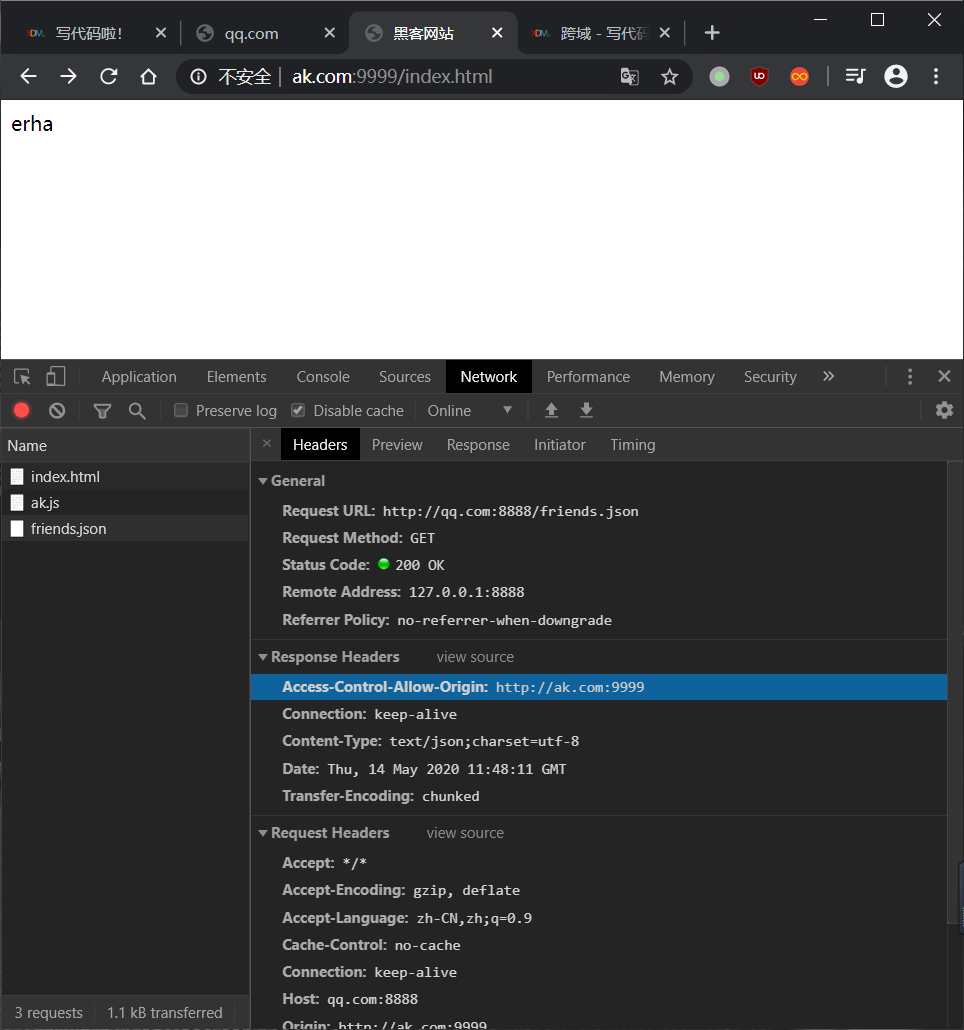 XDML 写代码啦!
qq.com
黑客网站
XDML 跨域 - 写代码
不安全 | ak.com:9999/index.html
erha
Application Elements Console Sources Network Performance Memory Security »
Preserve log Disable cache Online
Name
index.html
ak.js
friends.json
3 requests 1.1 kB transferred
× Headers Preview Response Initiator Timing
General
Request URL: http://qq.com:8888/friends.json
Request Method: GET
Status Code: 200 OK
Remote Address: 127.0.0.1:8888
Referrer Policy: no-referrer-when-downgrade
Response Headers view source
Access-Control-Allow-Origin: http://ak.com:9999
Connection: keep-alive
Content-Type: text/json;charset=utf-8
Date: Thu, 14 May 2020 11:48:11 GMT
Transfer-Encoding: chunked
Request Headers view source
Accept: */*
Accept-Encoding: gzip, deflate
Accept-Language: zh-CN,zh;q=0.9
Cache-Control: no-cache
Connection: keep-alive
Host: qq.com:8888
Origin: http://ak.com:9999